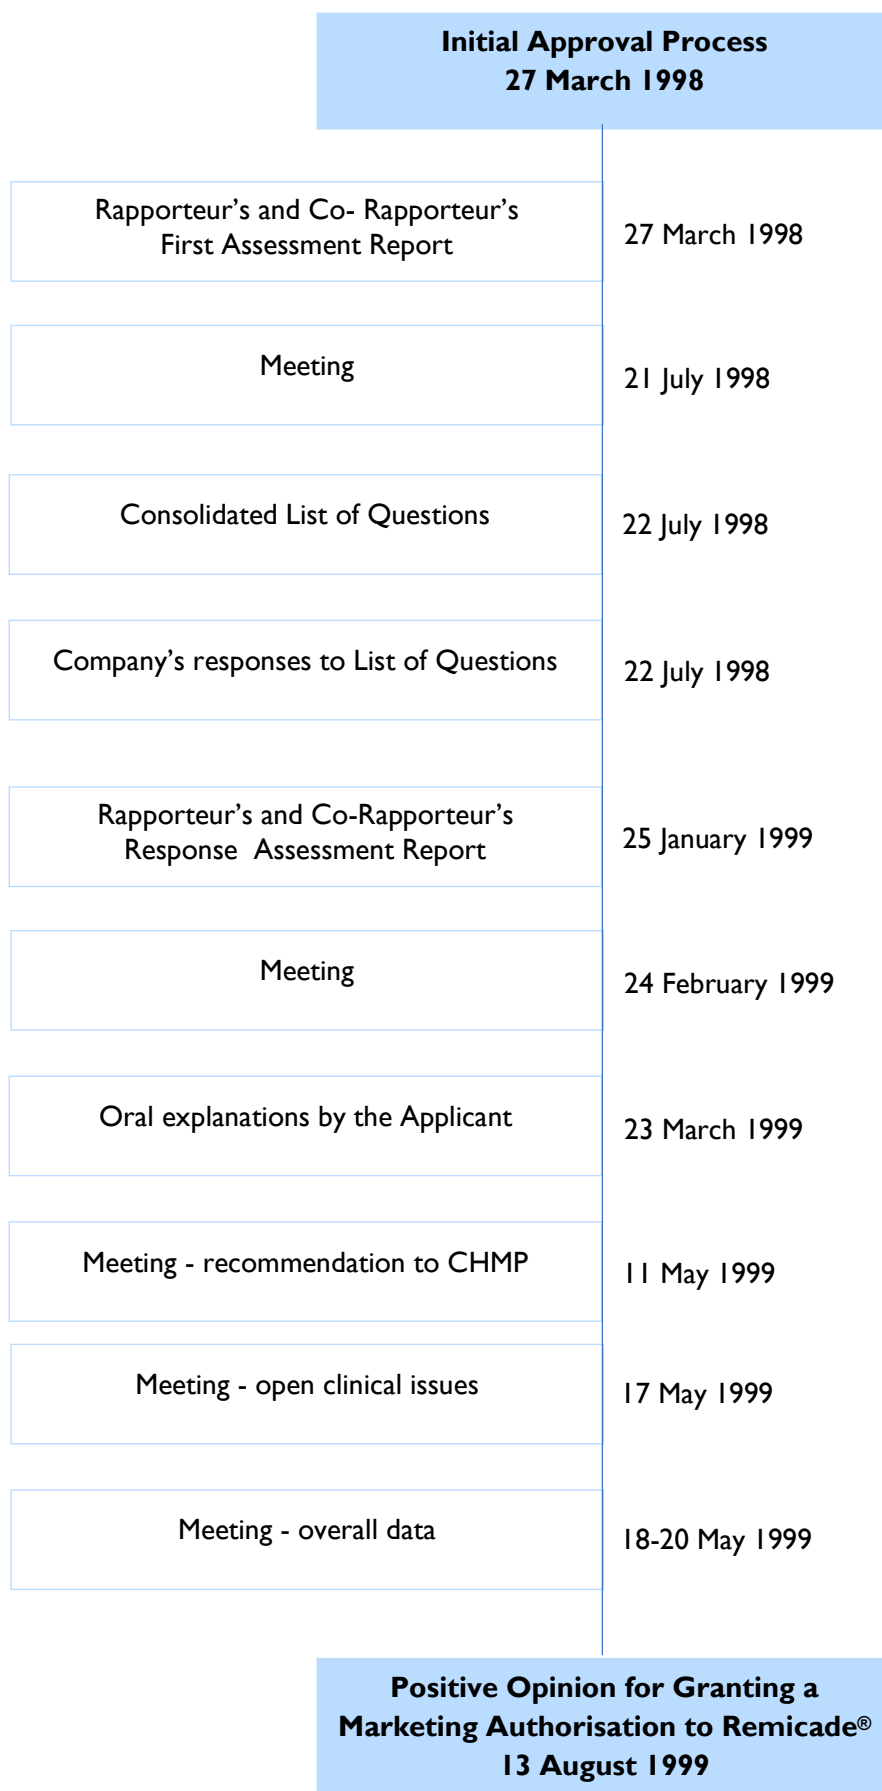 Initial Approval Process
27 March 1998
Rapporteur’s and Co- Rapporteur’s
First Assessment Report
27 March 1998
Meeting
21 July 1998
Consolidated List of Questions
22 July 1998
Company’s responses to List of Questions
22 July 1998
Rapporteur’s and Co-Rapporteur’s
Response Assessment Report
25 January 1999
Meeting
24 February 1999
Oral explanations by the Applicant
23 March 1999
Meeting - recommendation to CHMP
11 May 1999
Meeting - open clinical issues
17 May 1999
Meeting - overall data
18-20 May 1999
Positive Opinion for Granting a
Marketing Authorisation to Remicade®
13 August 1999